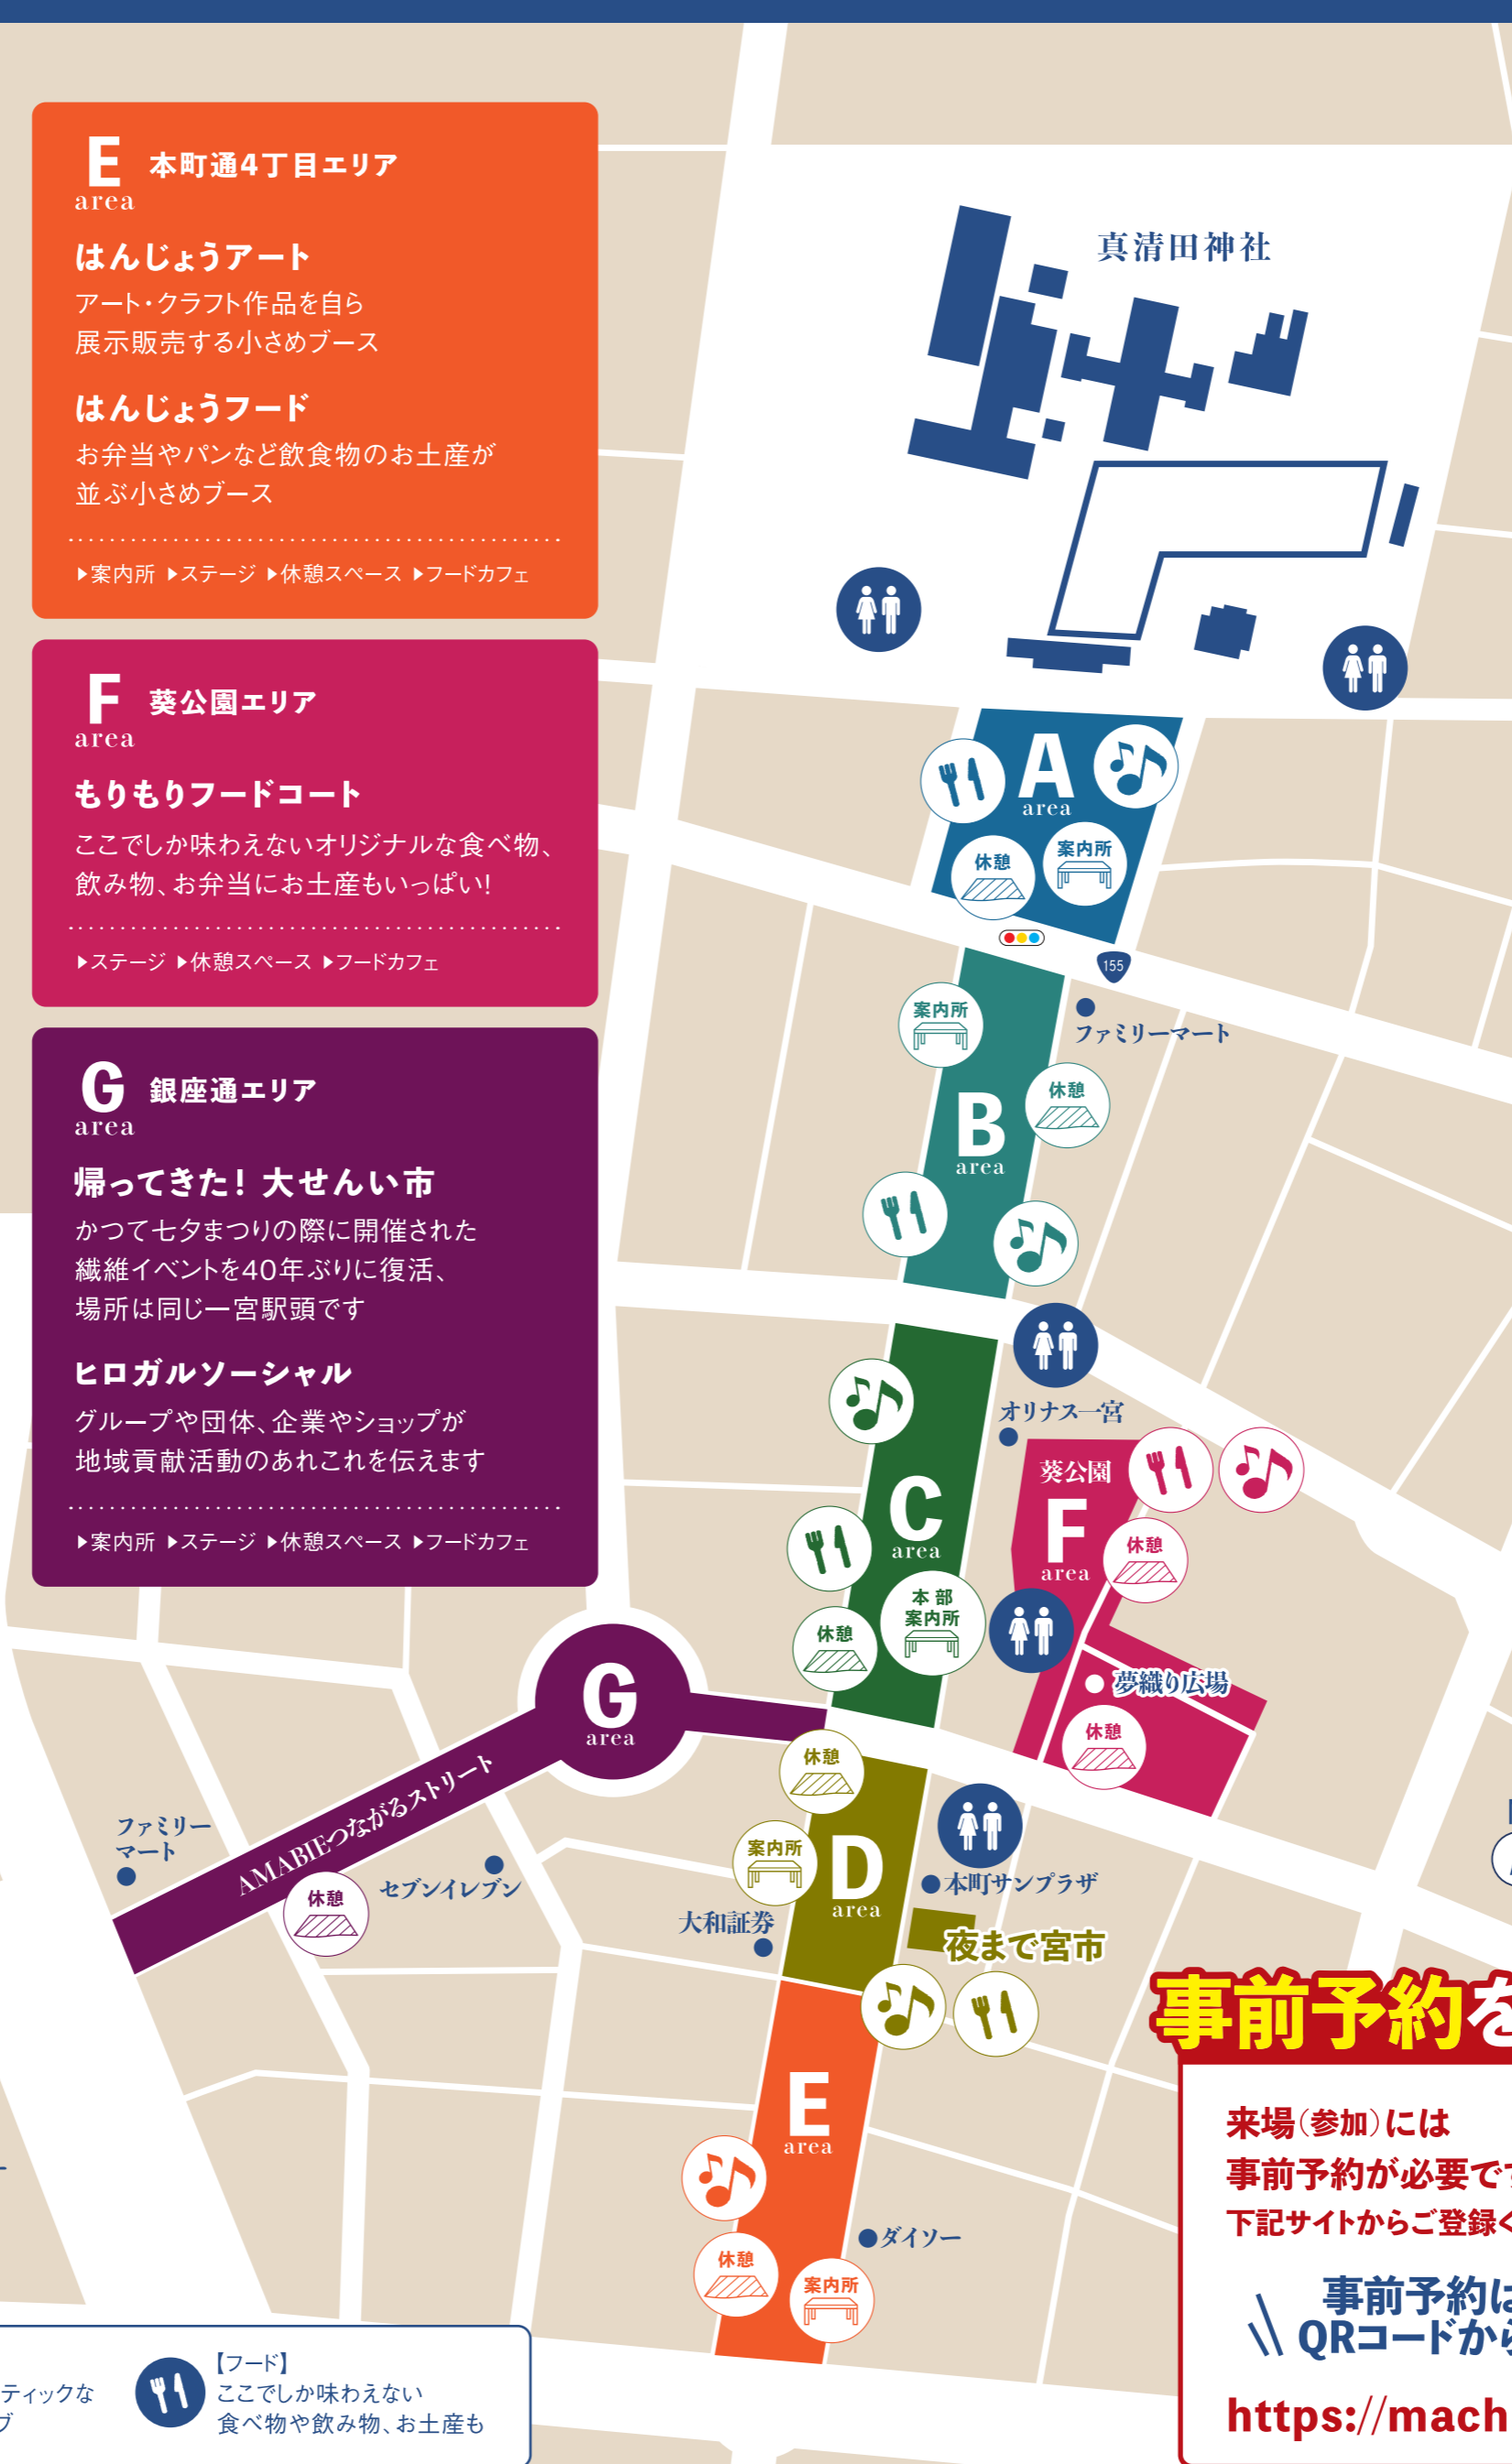 E
area
本町通4丁目エリア
はんじょうアート
アート・クラフト作品を自ら
展示販売する小さめブース
はんじょうフード
お弁当やパンなど飲食物のお土産が
並ぶ小さめブース
▶案内所 ▶ステージ ▶休憩スペース ▶フードカフェ
F
area
葵公園エリア
もりもりフードコート
ここでしか味わえないオリジナルな食べ物、
飲み物、お弁当にお土産もいっぱい!
▶ステージ ▶休憩スペース ▶フードカフェ
G
area
銀座通エリア
帰ってきた! 大せんい市
かつて七夕まつりの際に開催された
繊維イベントを40年ぶりに復活、
場所は同じ一宮駅頭です
ヒロガルソーシャル
グループや団体、企業やショップが
地域貢献活動のあれこれを伝えます
▶案内所 ▶ステージ ▶休憩スペース ▶フードカフェ
真清田神社
A
area
休憩
案内所
155
ファミリーマート
案内所
休憩
B
area
オリナス一宮
C
area
本部
案内所
休憩
葵公園
F
area
休憩
夢織り広場
休憩
G
area
AMABIEつながるストリート
ファミリー
マート
休憩
セブンイレブン
休憩
案内所
D
area
本町サンプラザ
大和証券
夜まで宮市
E
area
休憩
案内所
ダイソー
事前予約を
来場(参加)には
事前予約が必要です
下記サイトからご登録く
事前予約は
QRコードから
https://mach
ティックな
ブ
【フード】
ここでしか味わえない
食べ物や飲み物、お土産も